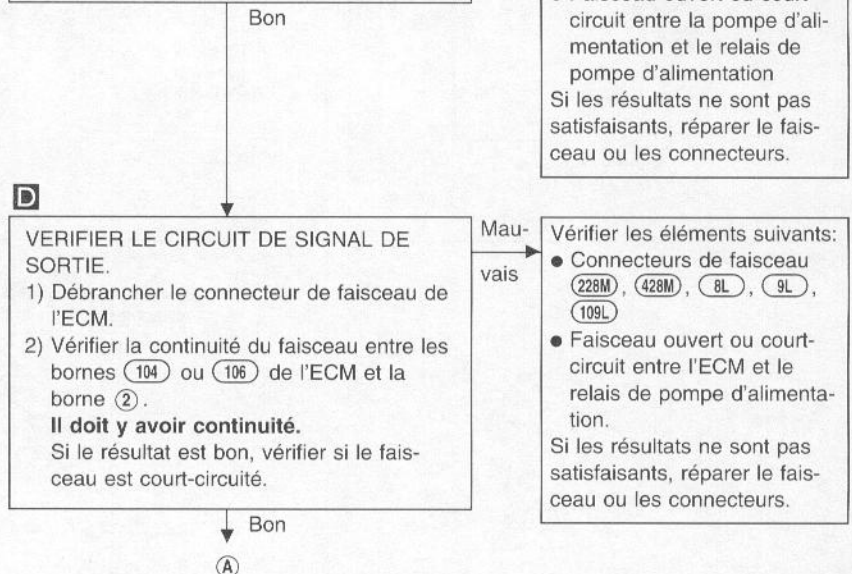 Bon
circuit entre la pompe d'ali-
mentation et le relais de
pompe d'alimentation
Si les résultats ne sont pas
satisfaisants, réparer le fais-
ceau ou les connecteurs.
D
VERIFIER LE CIRCUIT DE SIGNAL DE
SORTIE.
1) Débrancher le connecteur de faisceau de
l'ECM.
2) Vérifier la continuité du faisceau entre les
bornes (104) ou (106) de l'ECM et la
borne (2).
Il doit y avoir continuité.
Si le résultat est bon, vérifier si le fais-
ceau est court-circuité.
Mau-
vais
Vérifier les éléments suivants:
● Connecteurs de faisceau
(228M), (428M), (8L), (9L),
(109L)
● Faisceau ouvert ou court-
circuit entre l'ECM et le
relais de pompe d'alimenta-
tion.
Si les résultats ne sont pas
satisfaisants, réparer le fais-
ceau ou les connecteurs.
Bon
(A)